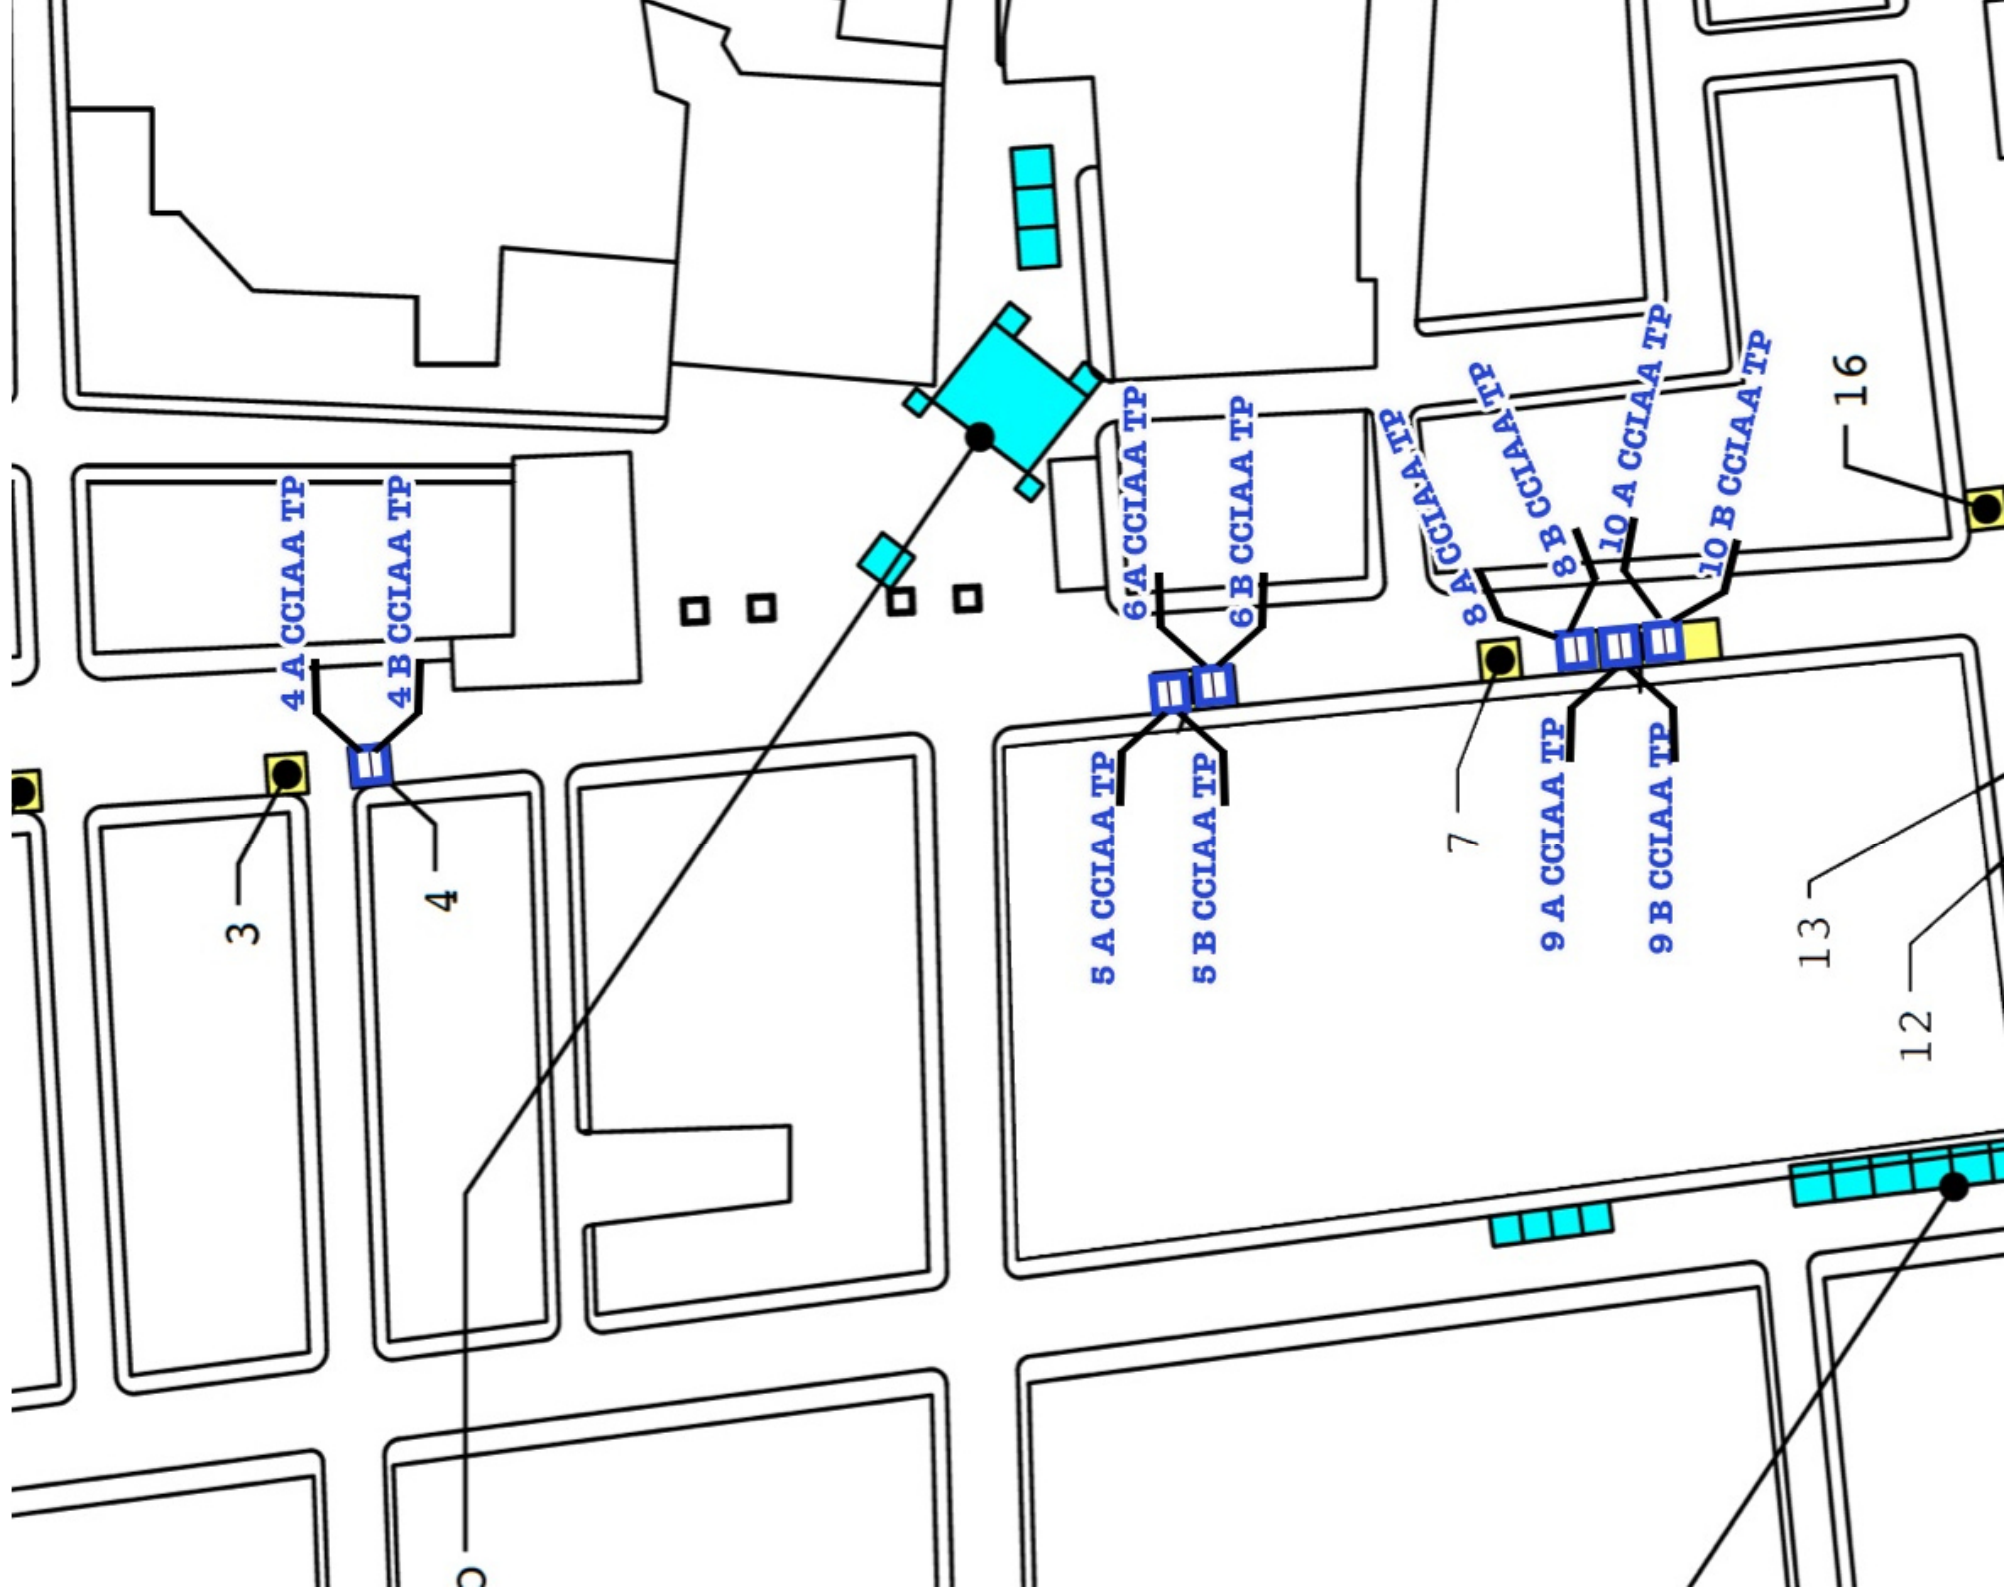 4 A CCIAA TP
4 B CCIAA TP
6 A CCIAA TP
6 B CCIAA TP
8 A CCIAA TP
8 B CCIAA TP
10 A CCIAA TP
10 B CCIAA TP
16
3
4
5 A CCIAA TP
5 B CCIAA TP
7
9 A CCIAA TP
9 B CCIAA TP
13
12